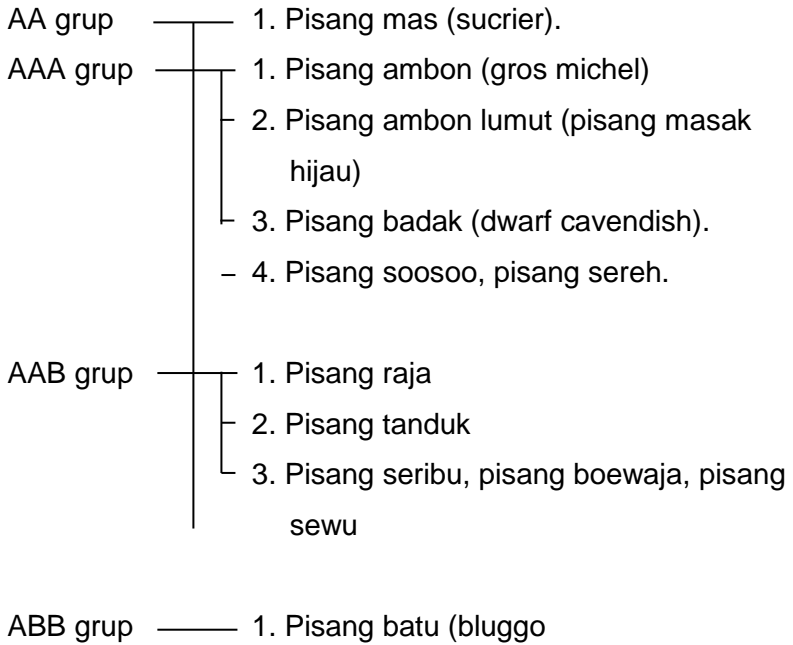 AA grup 1. Pisang mas (sucrier).
AAA grup 1. Pisang ambon (gros michel)
2. Pisang ambon lumut (pisang masak
hijau)
3. Pisang badak (dwarf cavendish).
4. Pisang soosoo, pisang sereh.
AAB grup 1. Pisang raja
2. Pisang tanduk
3. Pisang seribu, pisang boewaja, pisang
sewu
ABB grup 1. Pisang batu (bluggo